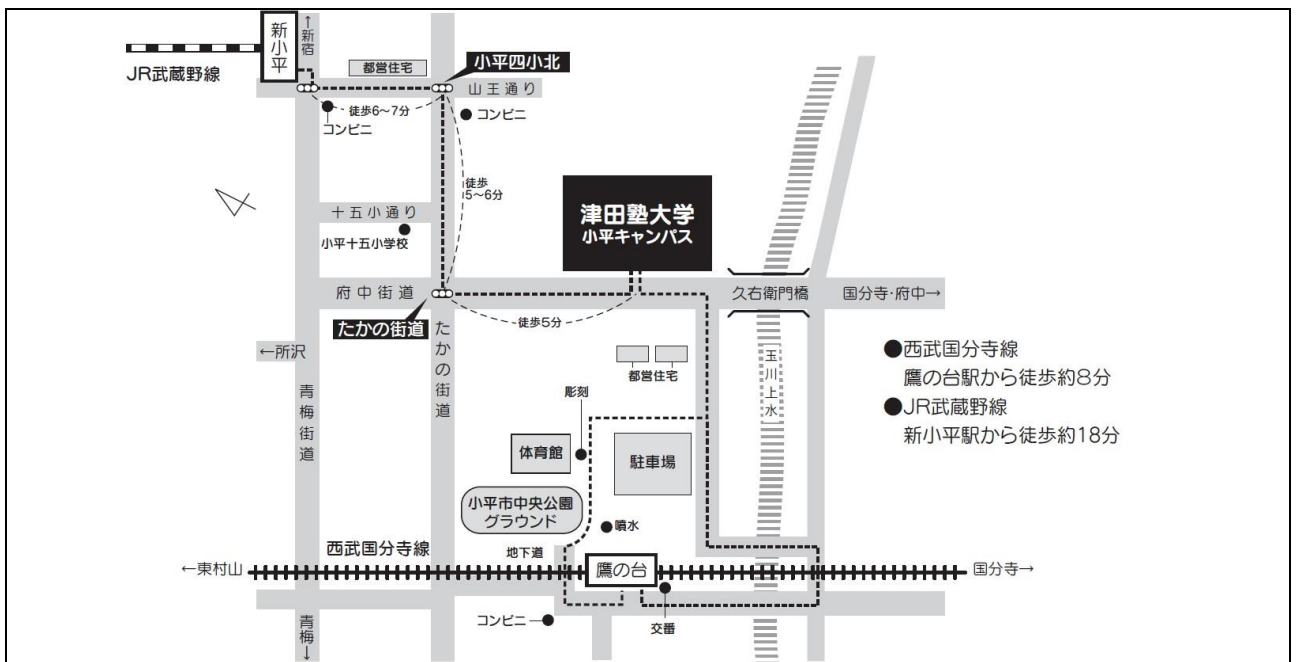 ↑新宿
新小平
JR武蔵野線
都営住宅
小平四小北
山王通り
徒歩6〜7分
コンビニ
コンビニ
徒歩
5〜6分
津田塾大学
小平キャンパス
十五小通り
小平十五小学校
府中街道
久右衛門橋
国分寺・府中→
たかの街道
徒歩5分
←所沢
たかの街道
青梅街道
都営住宅
玉川上水
●西武国分寺線
鷹の台駅から徒歩約8分
●JR武蔵野線
新小平駅から徒歩約18分
彫刻
体育館
駐車場
小平市中央公園
グラウンド
噴水
西武国分寺線
地下道
←東村山
鷹の台
国分寺→
コンビニ
交番
青梅↓